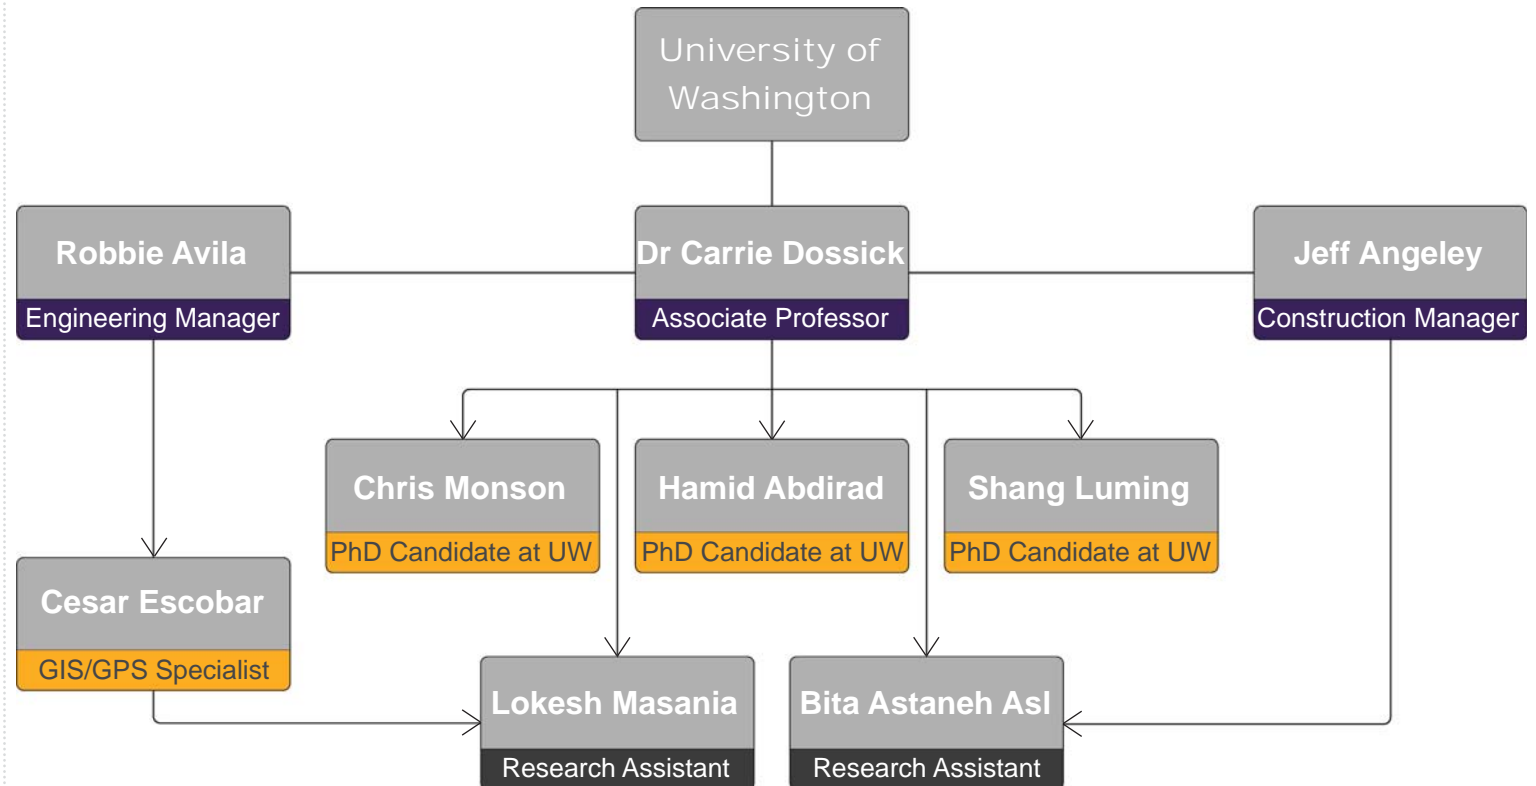 University of
Washington
Robbie Avila
Engineering Manager
Dr Carrie Dossick
Associate Professor
Jeff Angeley
Construction Manager
Chris Monson
PhD Candidate at UW
Hamid Abdirad
PhD Candidate at UW
Shang Luming
PhD Candidate at UW
Cesar Escobar
GIS/GPS Specialist
Lokesh Masania
Research Assistant
Bita Astaneh Asl
Research Assistant